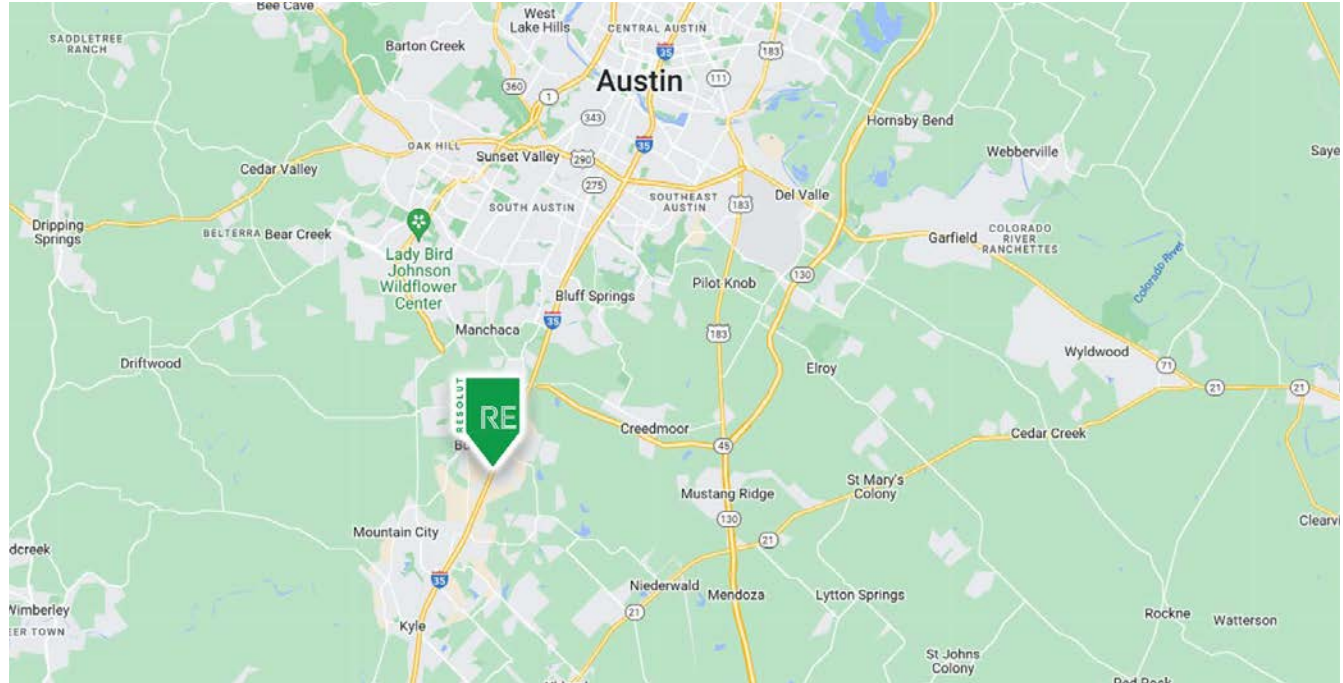 Bee Cave
West
Lake Hills
CENTRAL AUSTIN
SADDLETREE
RANCH
Barton Creek
35
183
360
1
Austin
111
343
Hornsby Bend
35
OAK HILL
Sunset Valley
290
Webberville
Cedar Valley
275
SOUTH AUSTIN
SOUTHEAST
AUSTIN
183
Del Valle
Dripping
Springs
BELTERRA
Bear Creek
Garfield
COLORADO
RIVER
RANCHETTES
Lady Bird
Johnson
Wildflower
Center
Colorado River
130
Pilot Knob
Bluff Springs
35
Manchaca
183
Driftwood
Elroy
Wyldwood
71
21
21
RESOLUT
RE
Creedmoor
45
Cedar Creek
Mustang Ridge
St Mary's
Colony
130
Mountain City
21
35
Niederwald
Mendoza
Lytton Springs
21
Wimberley
Kyle
Rockne
Watterson
St Johns
Colony
Red Rock